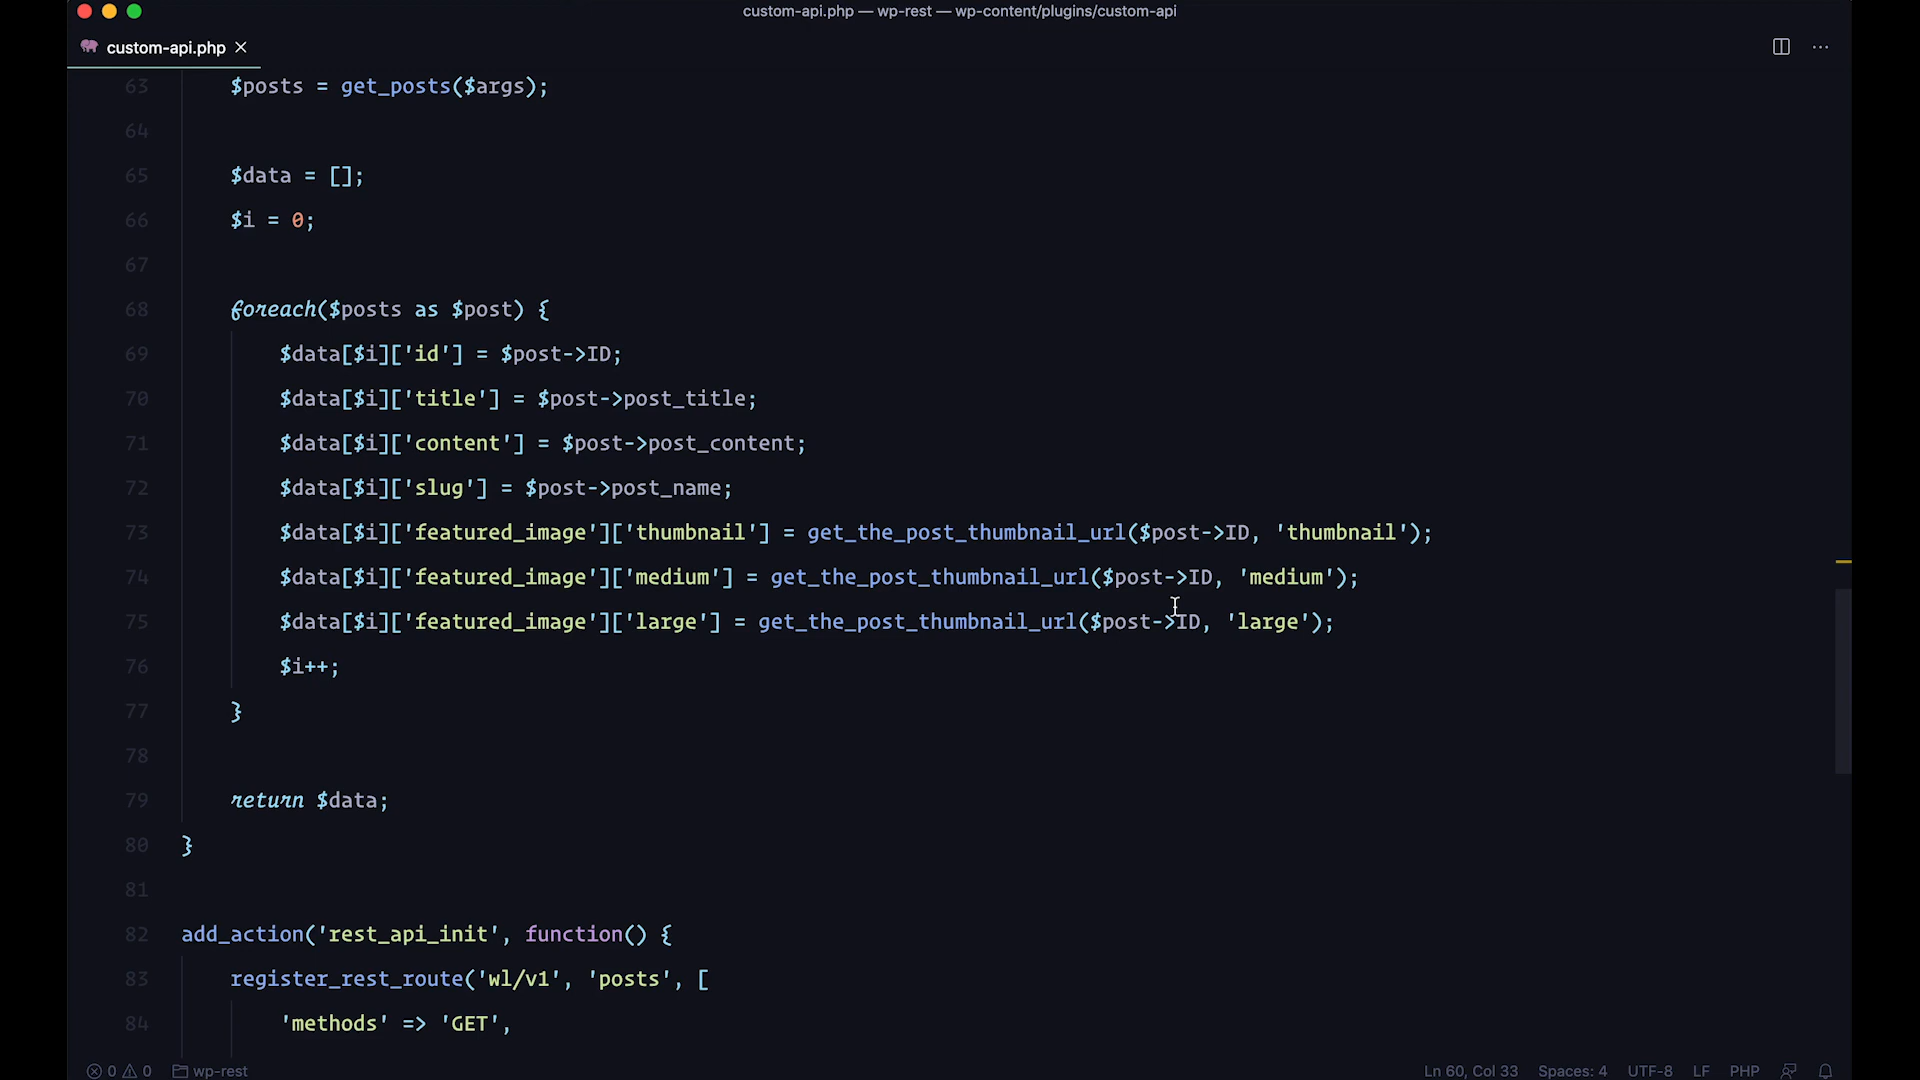 custom-api.php — wp-rest — wp-content/plugins/custom-api
custom-api.php
63 $posts = get_posts($args);
64
65 $data = [];
66 $i = 0;
67
68 foreach($posts as $post) {
69 $data[$i]['id'] = $post->ID;
70 $data[$i]['title'] = $post->post_title;
71 $data[$i]['content'] = $post->post_content;
72 $data[$i]['slug'] = $post->post_name;
73 $data[$i]['featured_image']['thumbnail'] = get_the_post_thumbnail_url($post->ID, 'thumbnail');
74 $data[$i]['featured_image']['medium'] = get_the_post_thumbnail_url($post->ID, 'medium');
75 $data[$i]['featured_image']['large'] = get_the_post_thumbnail_url($post->ID, 'large');
76 $i++;
77 }
78
79 return $data;
80 }
81
82 add_action('rest_api_init', function() {
83 register_rest_route('wl/v1', 'posts', [
84 'methods' => 'GET',
0 0 wp-rest Ln 60, Col 33 Spaces: 4 UTF-8 LF PHP